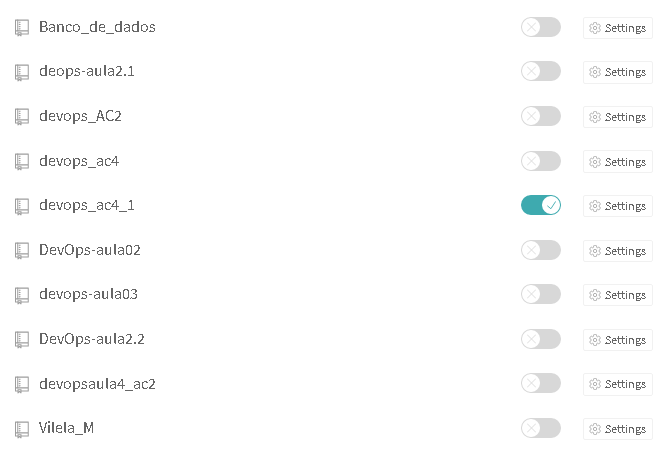 Banco_de_dados Settings
deops-aula2.1 Settings
devops_AC2 Settings
devops_ac4 Settings
devops_ac4_1 Settings
DevOps-aula02 Settings
devops-aula03 Settings
DevOps-aula2.2 Settings
devopsaula4_ac2 Settings
Vilela_M Settings